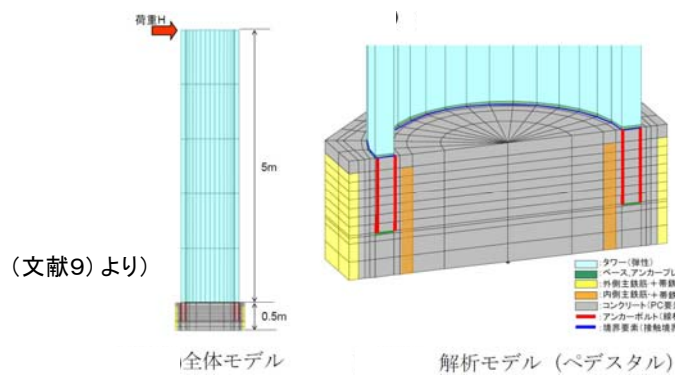 荷重H
5m
0.5m
(文献9)より)
)全体モデル
)
:タワー(弾性)
ベース,アンカープレ
:外側主鉄筋+帯鉄
:内側主鉄筋+帯鉄
:コンクリート(PC要
:アンカーボルト(線材
:境界要素(接触境界
解析モデル(ペデスタル)